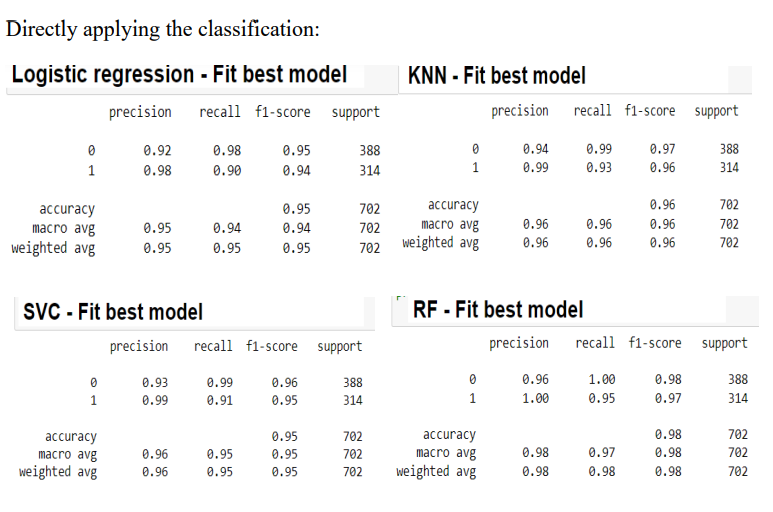 Directly applying the classification:
Logistic regression - Fit best model
precision recall f1-score support
0 0.92 0.98 0.95 388
1 0.98 0.90 0.94 314
accuracy 0.95 702
macro avg 0.95 0.94 0.94 702
weighted avg 0.95 0.95 0.95 702
KNN - Fit best model
precision recall f1-score support
0 0.94 0.99 0.97 388
1 0.99 0.93 0.96 314
accuracy 0.96 702
macro avg 0.96 0.96 0.96 702
weighted avg 0.96 0.96 0.96 702
SVC - Fit best model
precision recall f1-score support
0 0.93 0.99 0.96 388
1 0.99 0.91 0.95 314
accuracy 0.95 702
macro avg 0.96 0.95 0.95 702
weighted avg 0.96 0.95 0.95 702
RF - Fit best model
precision recall f1-score support
0 0.96 1.00 0.98 388
1 1.00 0.95 0.97 314
accuracy 0.98 702
macro avg 0.98 0.97 0.98 702
weighted avg 0.98 0.98 0.98 702